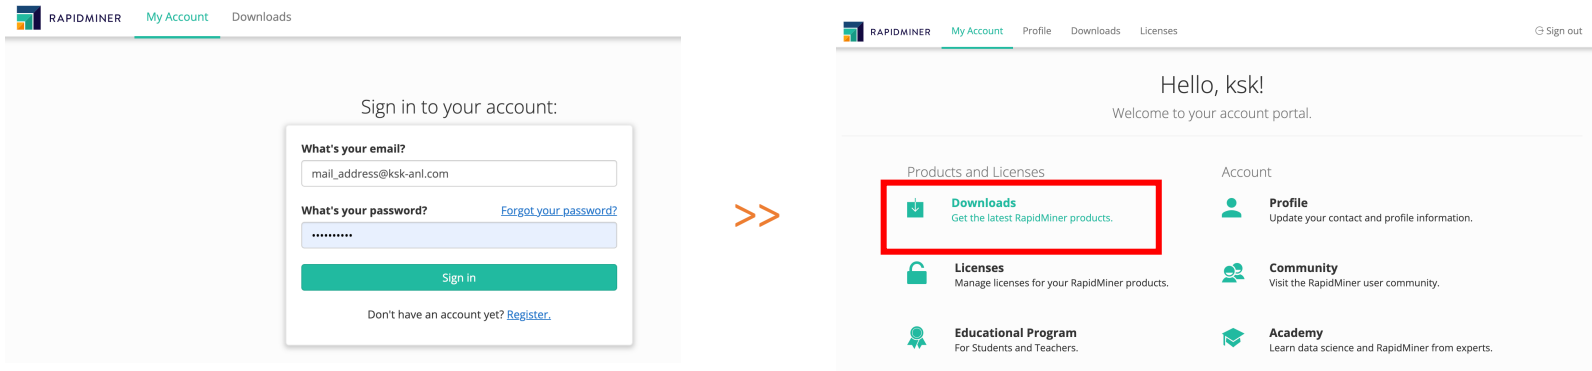 RAPIDMINER My Account Downloads
Sign in to your account:
What's your email?
mail_address@ksk-anl.com
What's your password? Forgot your password?
••••••••••
Sign in
Don't have an account yet? Register.
>>
RAPIDMINER My Account Profile Downloads Licenses Sign out
Hello, ksk!
Welcome to your account portal.
Products and Licenses
Downloads
Get the latest RapidMiner products.
Licenses
Manage licenses for your RapidMiner products.
Educational Program
For Students and Teachers.
Account
Profile
Update your contact and profile information.
Community
Visit the RapidMiner user community.
Academy
Learn data science and RapidMiner from experts.